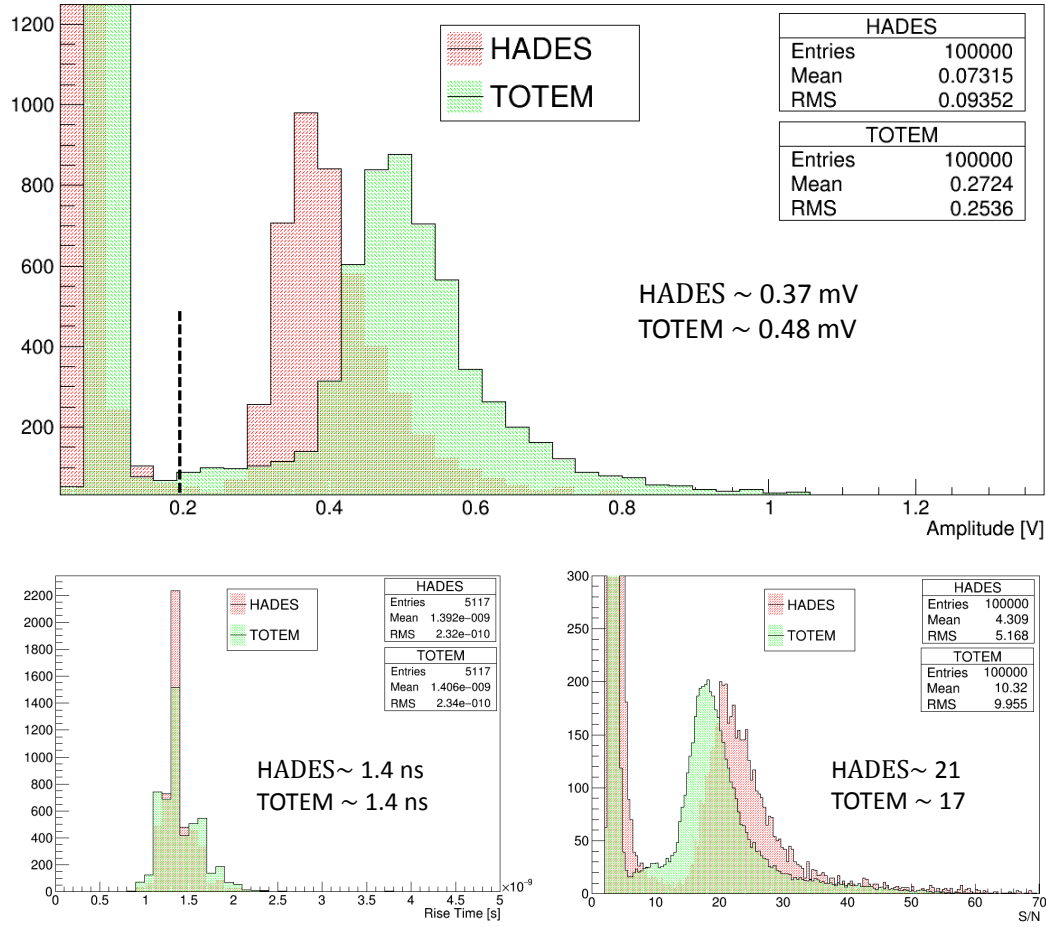 1200
1000
800
600
400
200
0.2
0.4
0.6
0.8
1
1.2
Amplitude [V]
HADES
TOTEM
HADES
Entries 100000
Mean 0.07315
RMS 0.09352
TOTEM
Entries 100000
Mean 0.2724
RMS 0.2536
HADES ~ 0.37 mV
TOTEM ~ 0.48 mV
2200
2000
1800
1600
1400
1200
1000
800
600
400
200
0
0
0.5
1
1.5
2
2.5
3
3.5
4
4.5
5
×10⁻⁹
Rise Time [s]
HADES
TOTEM
HADES
Entries 5117
Mean 1.392e−009
RMS 2.32e−010
TOTEM
Entries 5117
Mean 1.406e−009
RMS 2.34e−010
HADES~ 1.4 ns
TOTEM ~ 1.4 ns
300
250
200
150
100
50
0
0
10
20
30
40
50
60
70
S/N
HADES
TOTEM
HADES
Entries 100000
Mean 4.309
RMS 5.168
TOTEM
Entries 100000
Mean 10.32
RMS 9.955
HADES~ 21
TOTEM ~ 17